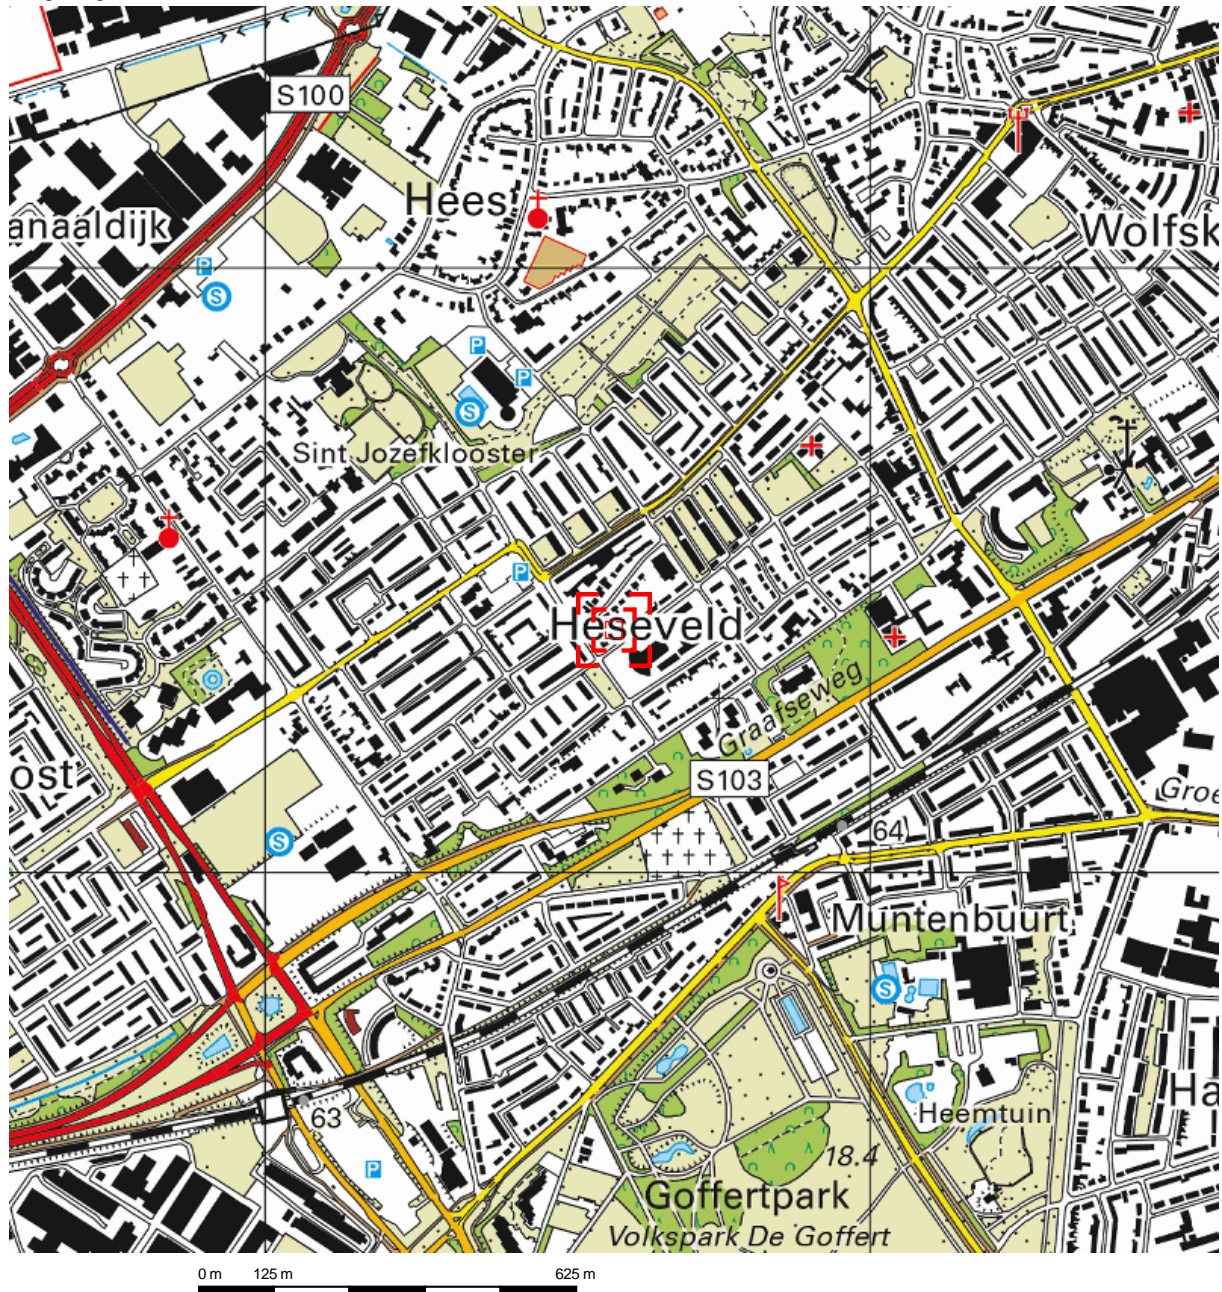 S100
Hees
anaaldijk
Wolfsk
P
S
P
P
S
Sint Jozefklooster
P
Heseveld
Graafseweg
ost
S103
Groe
S
64
Muntenbuurt
S
Heemtuin
Ha
63
P
18.4
Goffertpark
Volkspark De Goffert
0 m 125 m 625 m